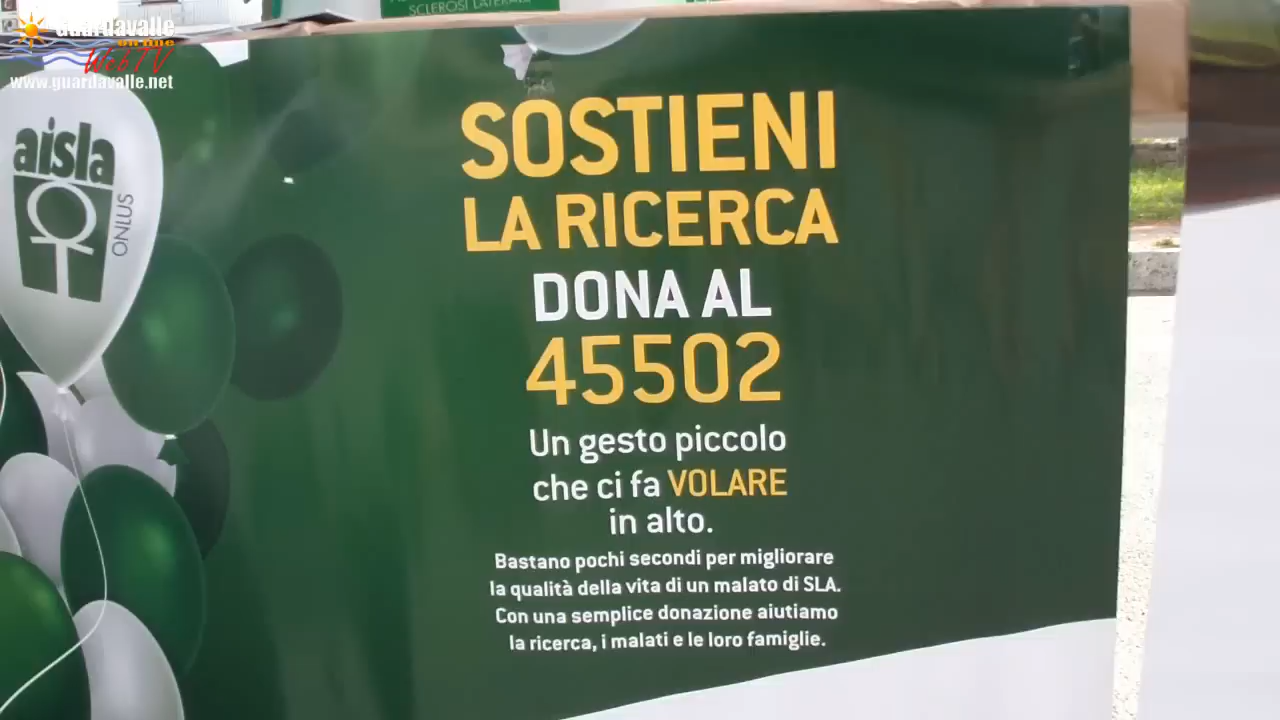 SCLEROSI LATERALE
guardavalle
on line
WebTV
www.guardavalle.net
aisla
ONLUS
SOSTIENI
LA RICERCA
DONA AL
45502
Un gesto piccolo
che ci fa VOLARE
in alto.
Bastano pochi secondi per migliorare
la qualità della vita di un malato di SLA.
Con una semplice donazione aiutiamo
la ricerca, i malati e le loro famiglie.